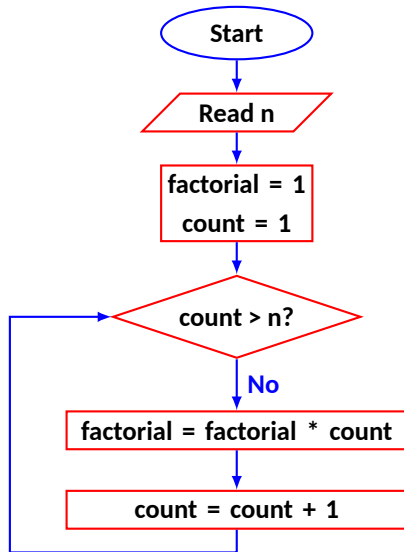 Start
Read n
factorial = 1
count = 1
count > n?
No
factorial = factorial * count
count = count + 1